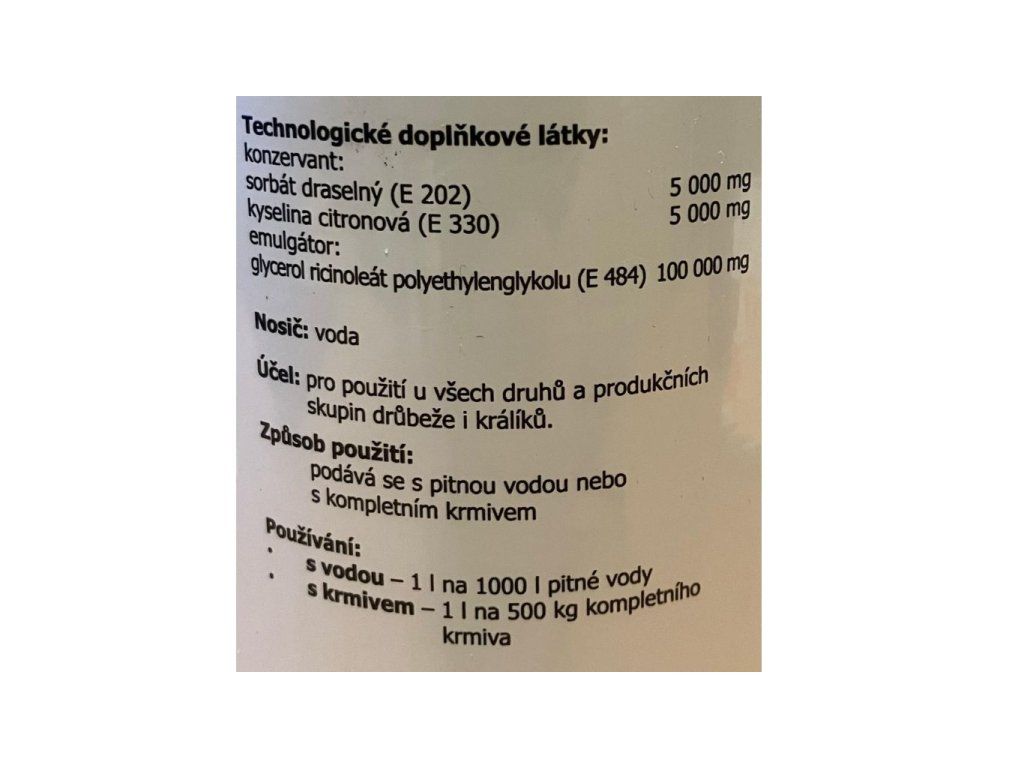 Technologické doplňkové látky:
konzervant:
sorbát draselný (E 202) 5 000 mg
kyselina citronová (E 330) 5 000 mg
emulgátor:
glycerol ricinoleát polyethylenglykolu (E 484) 100 000 mg
Nosič: voda
Účel: pro použití u všech druhů a produkčních
skupin drůbeže i králíků.
Způsob použití:
podává se s pitnou vodou nebo
s kompletním krmivem
Používání:
• s vodou – 1 l na 1000 l pitné vody
• s krmivem – 1 l na 500 kg kompletního
krmiva